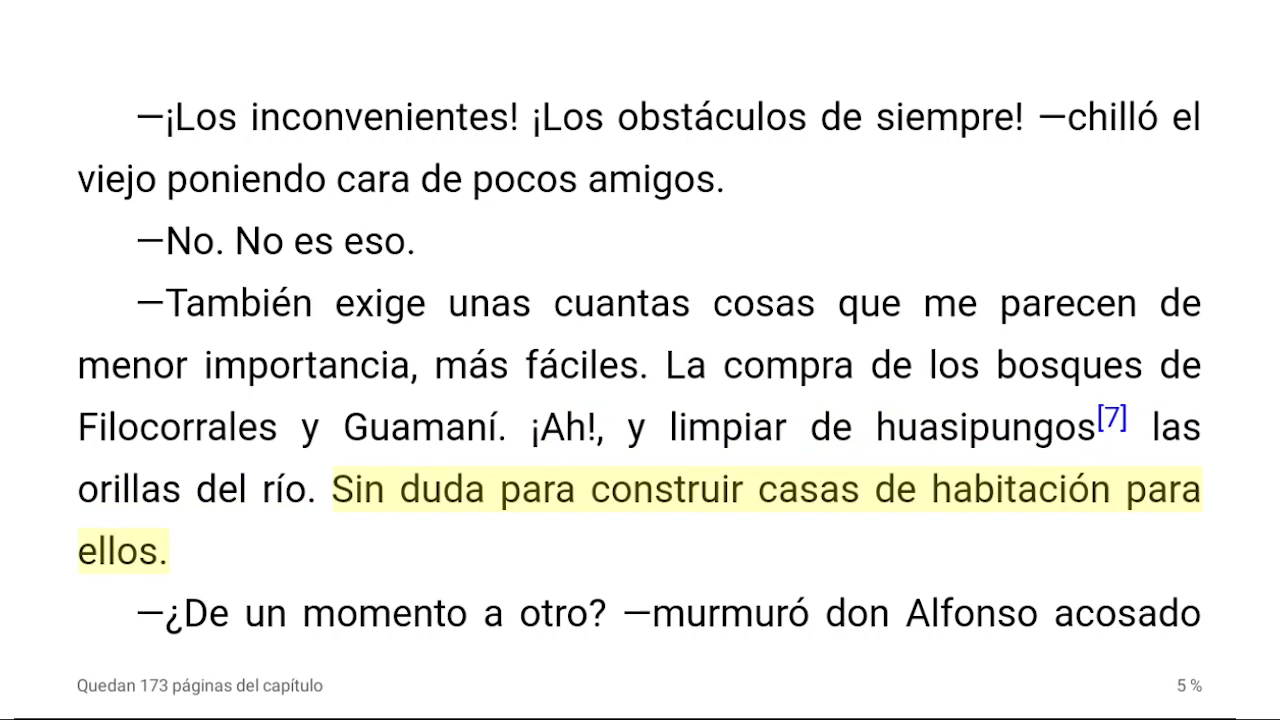 —¡Los inconvenientes! ¡Los obstáculos de siempre! —chilló el
viejo poniendo cara de pocos amigos.
—No. No es eso.
—También exige unas cuantas cosas que me parecen de
menor importancia, más fáciles. La compra de los bosques de
Filocorrales y Guamaní. ¡Ah!, y limpiar de huasipungos[7] las
orillas del río. Sin duda para construir casas de habitación para
ellos.
—¿De un momento a otro? —murmuró don Alfonso acosado
Quedan 173 páginas del capítulo 5 %